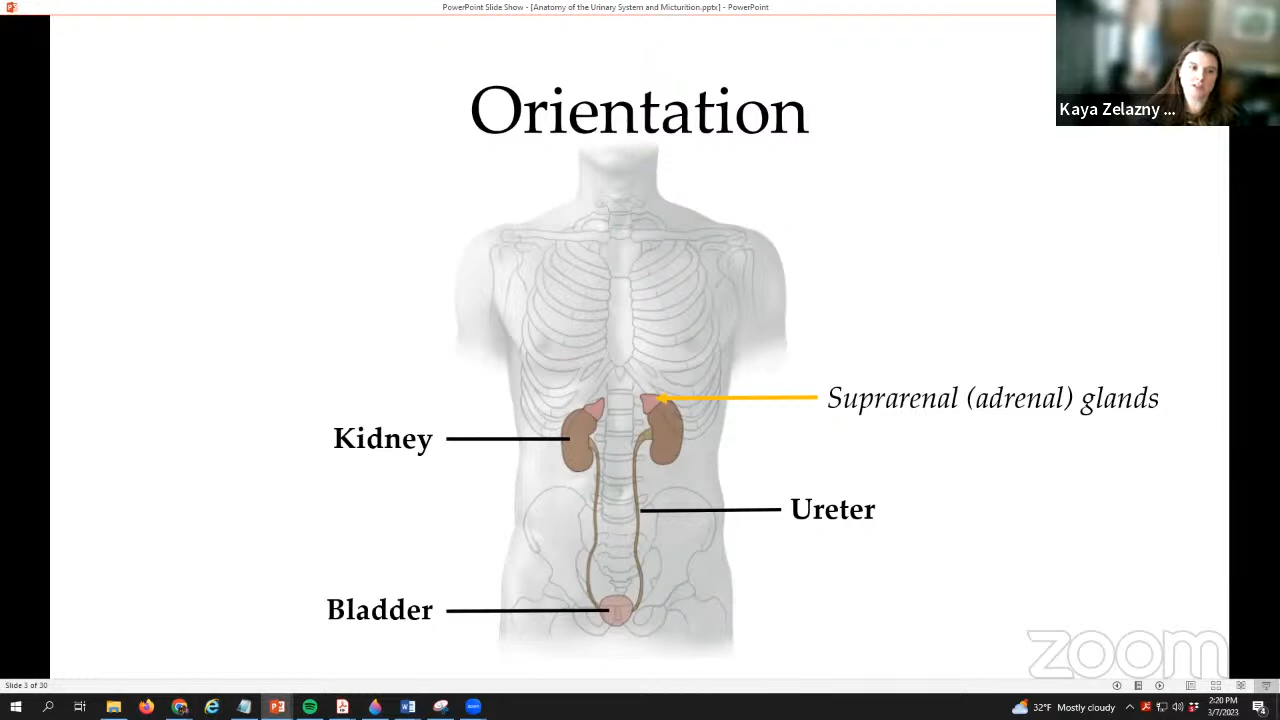 PowerPoint Slide Show - [Anatomy of the Urinary System and Micturition.pptx] - PowerPoint
Kaya Zelazny ...
Orientation
Suprarenal (adrenal) glands
Kidney
Ureter
Bladder
zoom
Slide 3 of 30
32°F Mostly cloudy
2:20 PM
3/7/2023